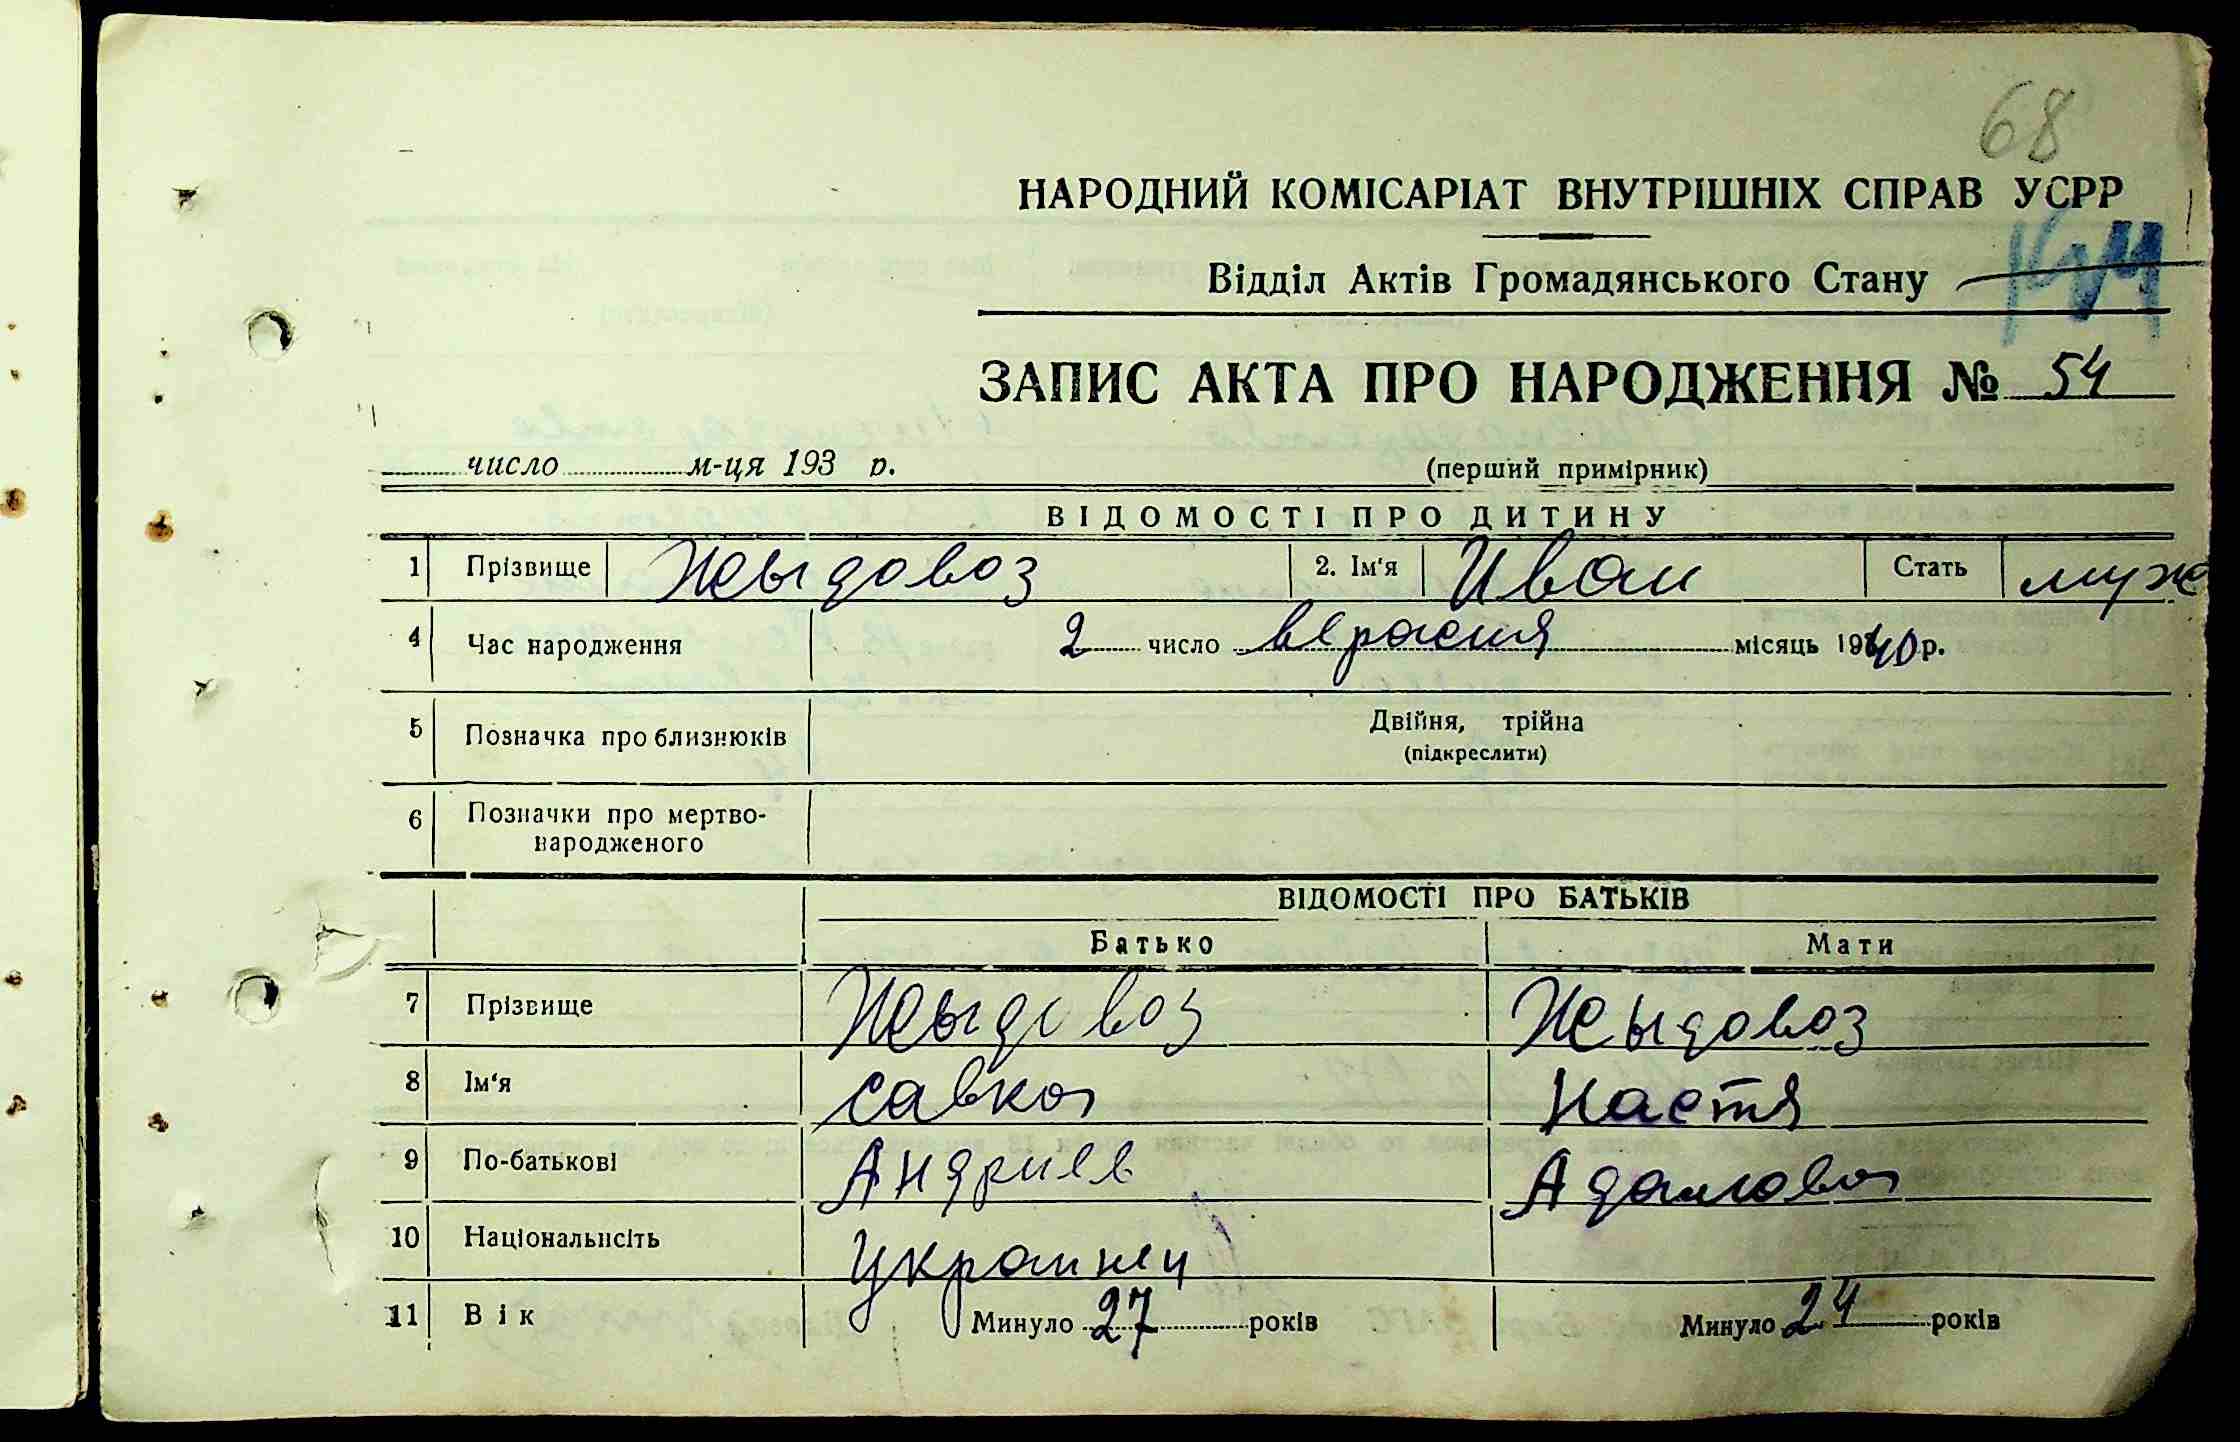 68
НАРОДНИЙ КОМІСАРІАТ ВНУТРІШНІХ СПРАВ УСРР
Відділ Актів Громадянського Стану
ЗАПИС АКТА ПРО НАРОДЖЕННЯ № 54
число м-ця 193 р. (перший примірник)
ВІДОМОСТІ ПРО ДИТИНУ
1 Прізвище Жыдовоз 2. Ім'я Иван Стать муж
4 Час народження 2 число вєрасня місяць 1940 р.
5 Позначка про близнюків Двійня, трійна
(підкреслити)
6 Позначки про мертво-
народженого
ВІДОМОСТІ ПРО БАТЬКІВ
Батько Мати
7 Прізвище Жыдовоз Жыдовоз
8 Ім'я Савка Настя
9 По-батькові Андриев Адамова
10 Національність Украинец
11 Вік Минуло 27 років Минуло 24 років